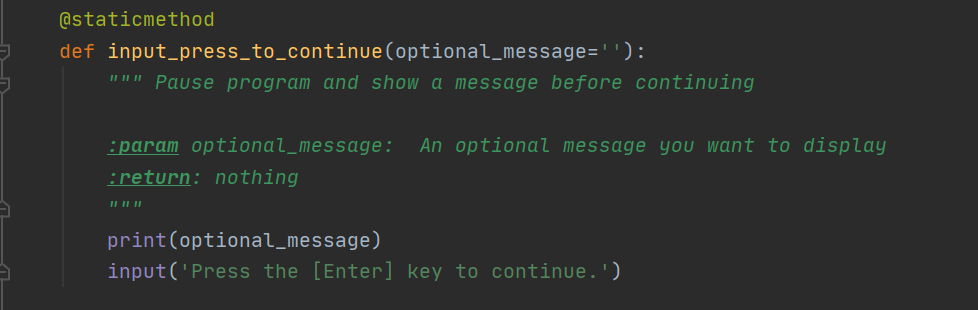 @staticmethod
def input_press_to_continue(optional_message=''):
    """ Pause program and show a message before continuing

    :param optional_message:  An optional message you want to display
    :return: nothing
    """
    print(optional_message)
    input('Press the [Enter] key to continue.')